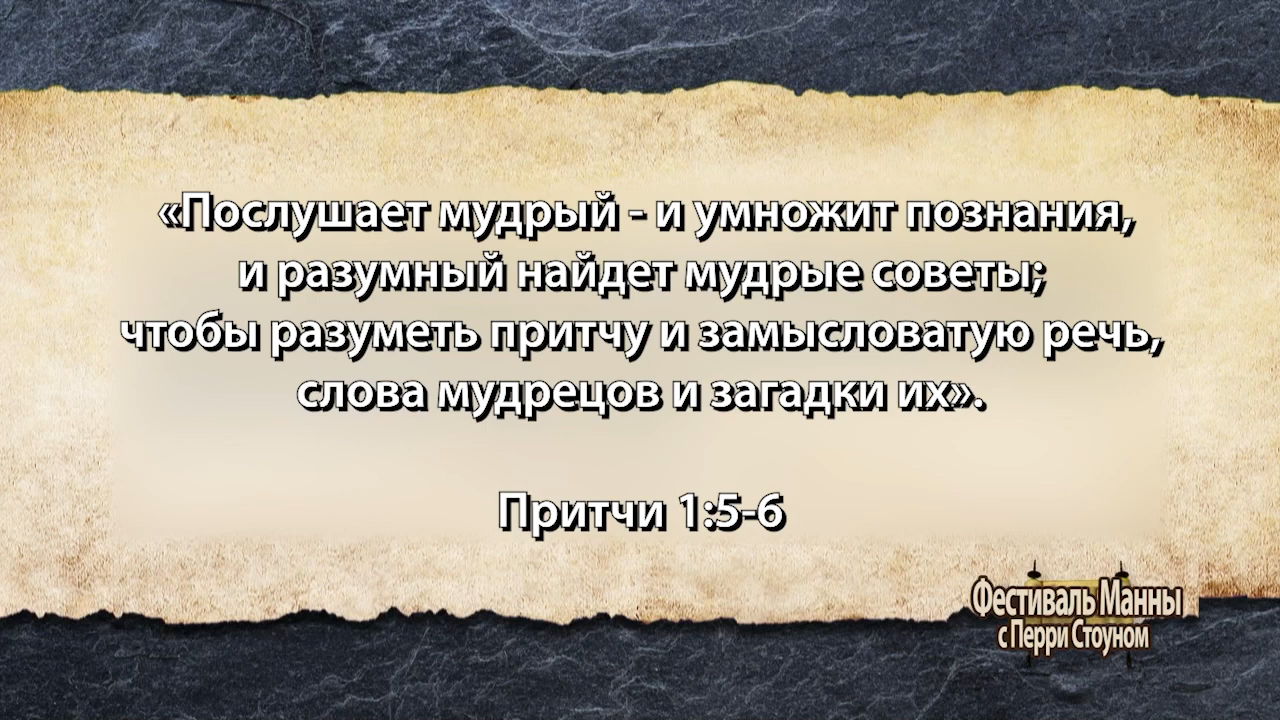 «Послушает мудрый - и умножит познания,
и разумный найдет мудрые советы;
чтобы разуметь притчу и замысловатую речь,
слова мудрецов и загадки их».
Притчи 1:5-6
Фестиваль Манны
с Перри Стоуном